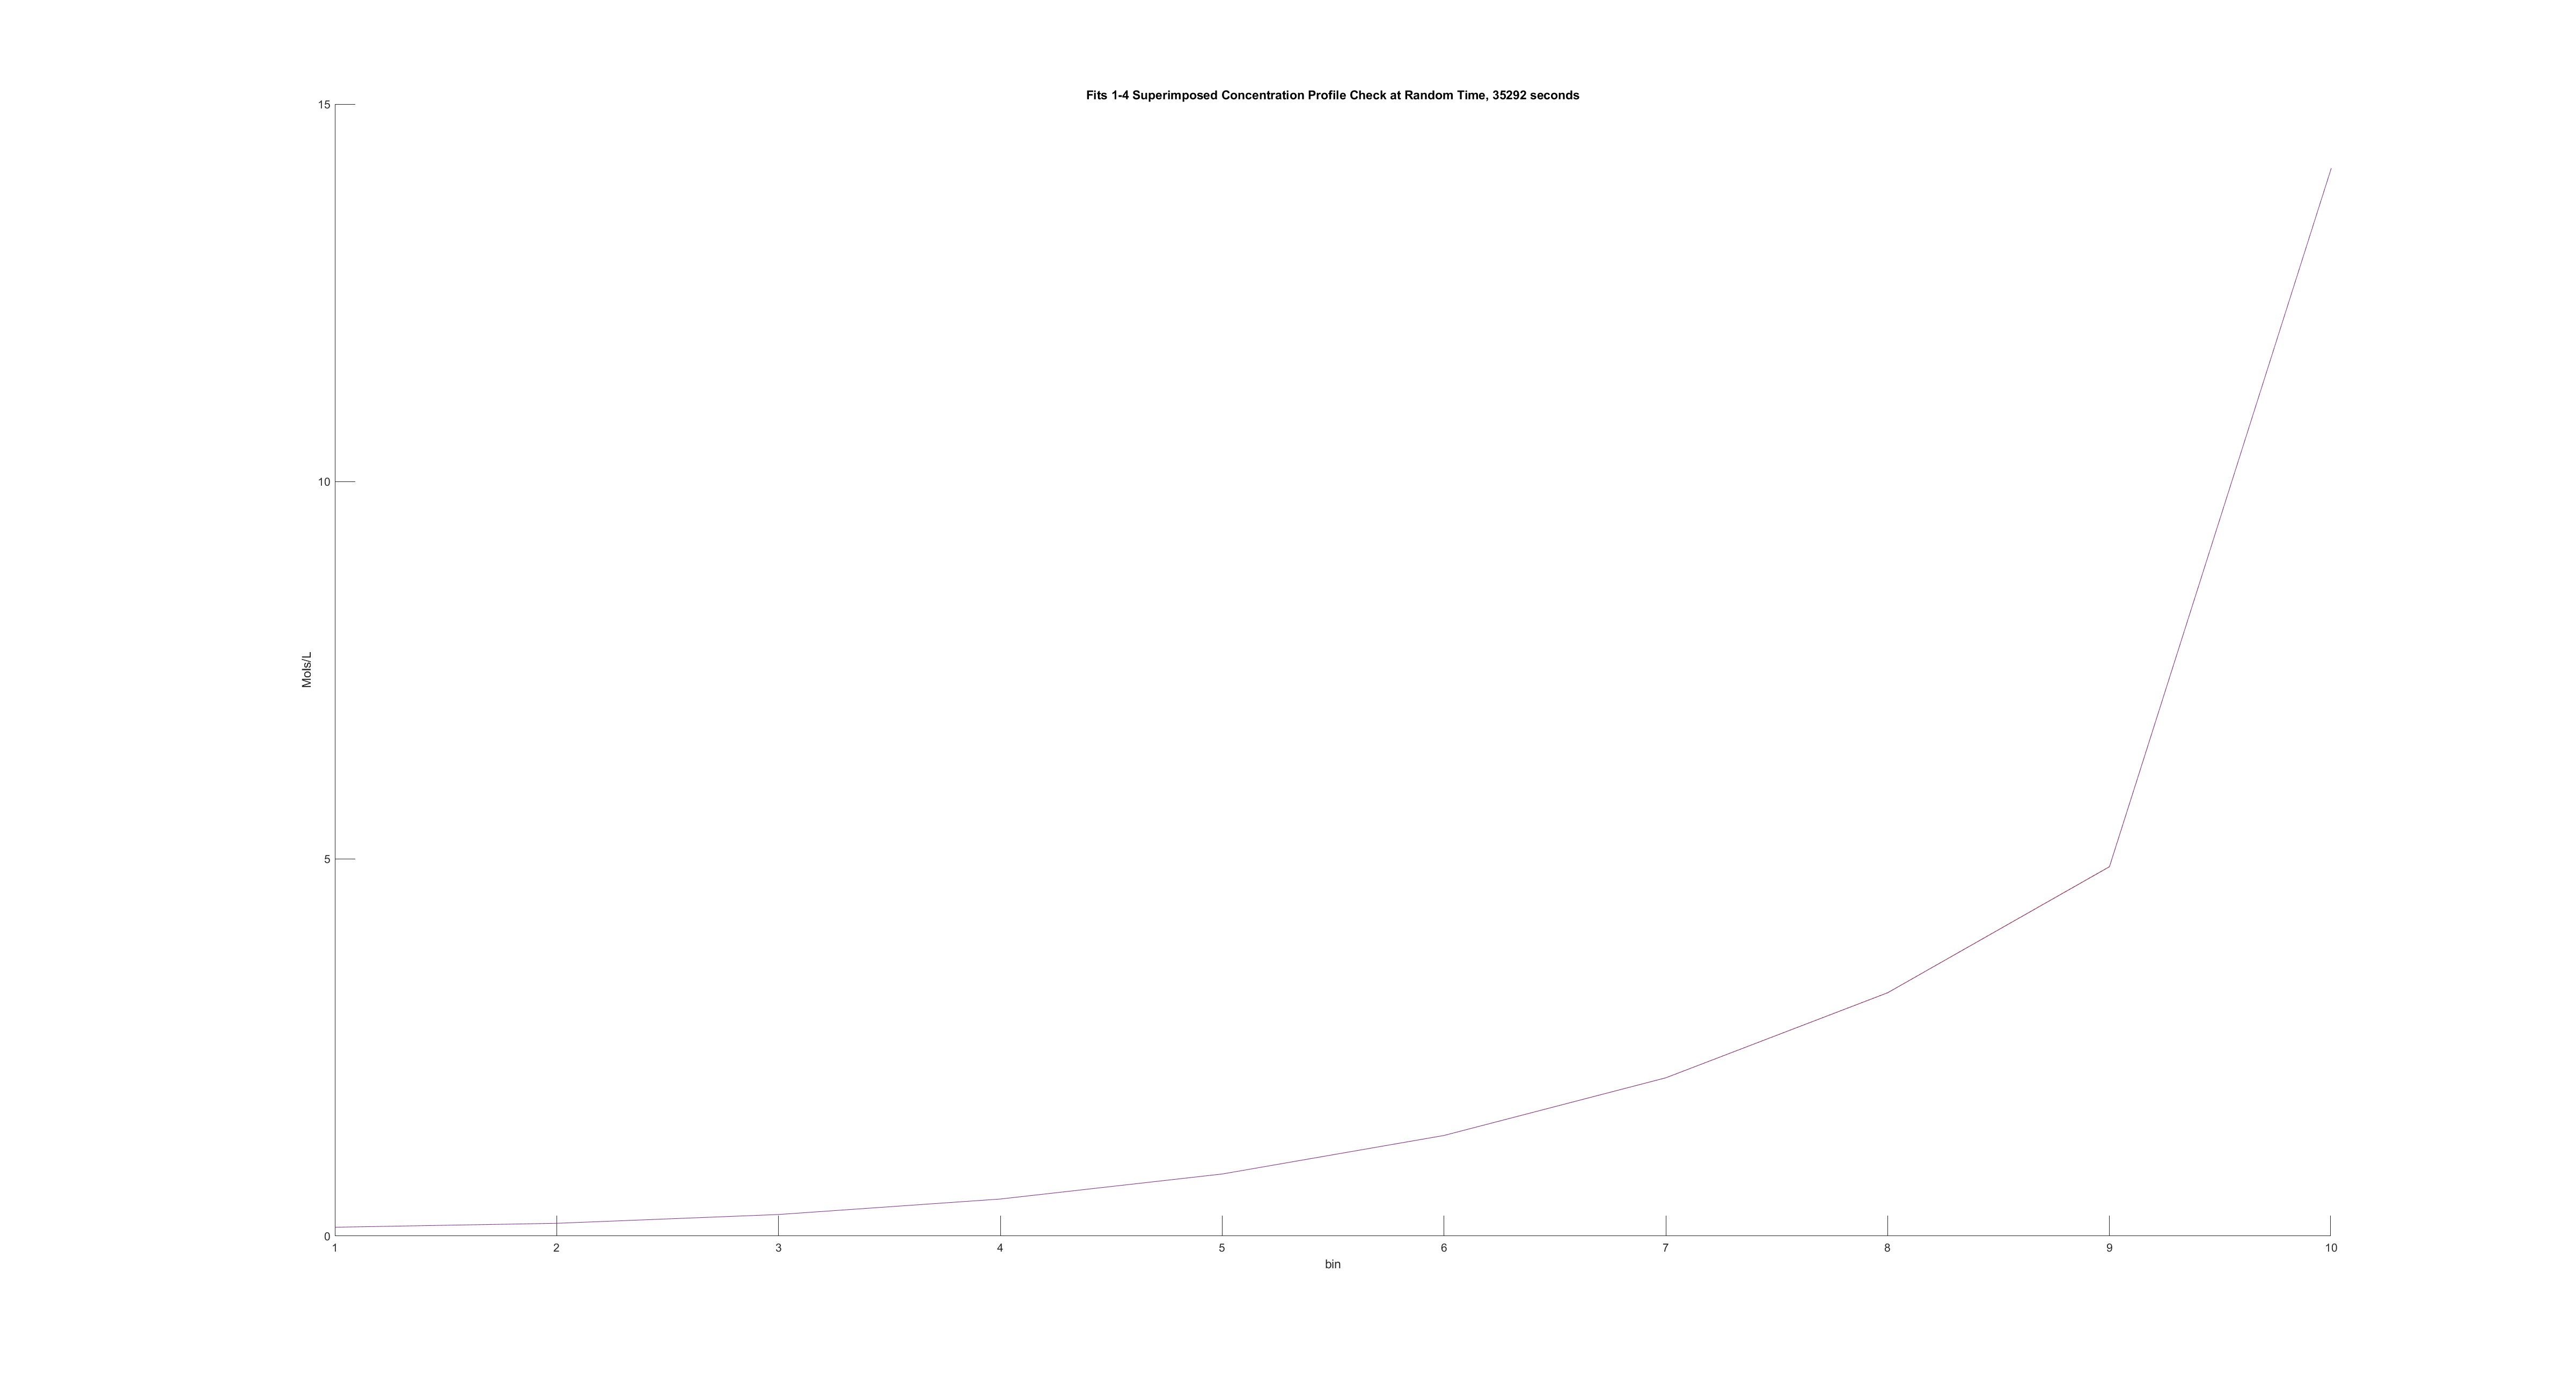 Fits 1-4 Superimposed Concentration Profile Check at Random Time, 35292 seconds
15
10
5
0
Mols/L
1 2 3 4 5 6 7 8 9 10
bin